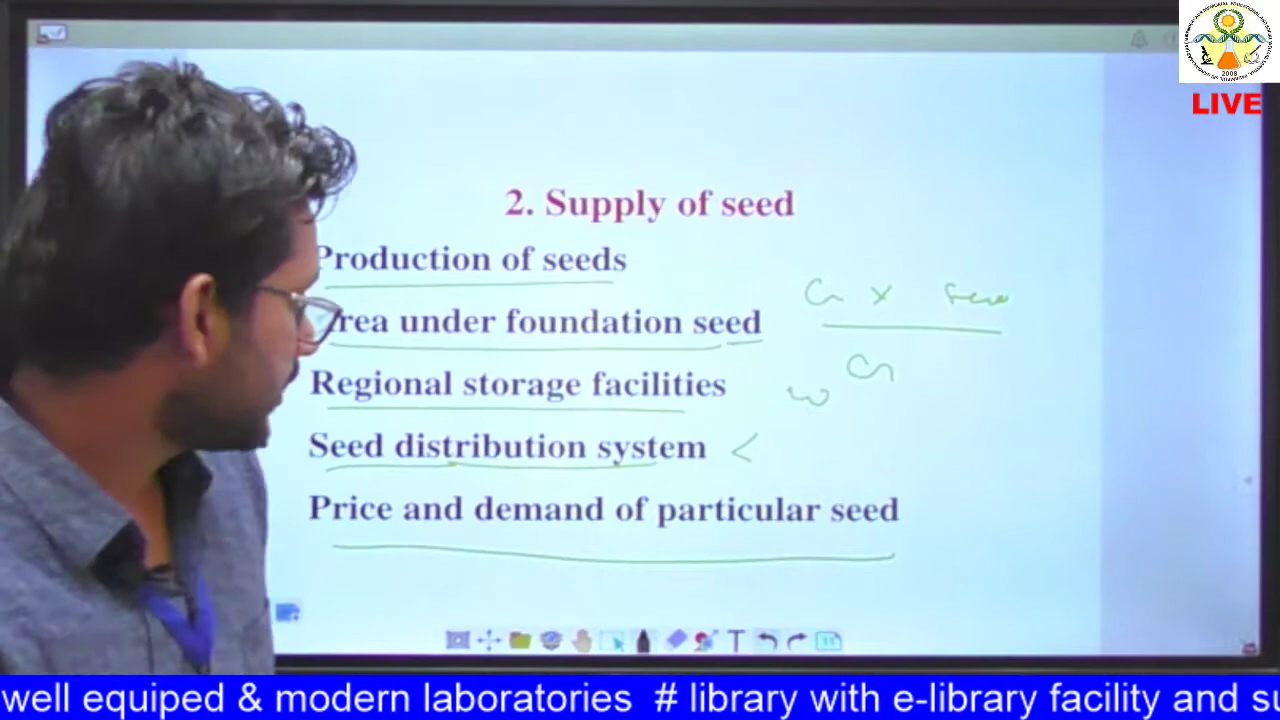 2008
LIVE
2. Supply of seed
Production of seeds
rea under foundation seed
Regional storage facilities
Seed distribution system <
Price and demand of particular seed
T
well equiped & modern laboratories # library with e-library facility and su